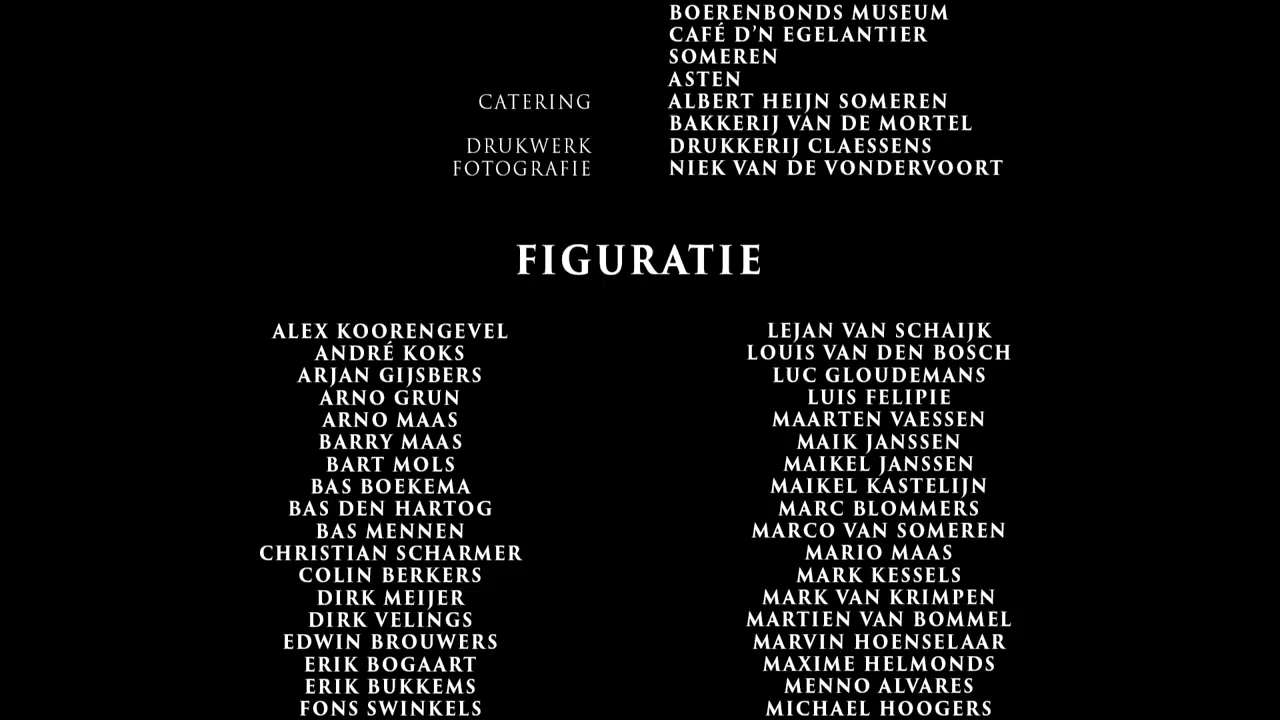 BOERENBONDS MUSEUM
CAFÉ D'N EGELANTIER
SOMEREN
ASTEN
CATERING ALBERT HEIJN SOMEREN
BAKKERIJ VAN DE MORTEL
DRUKWERK DRUKKERIJ CLAESSENS
FOTOGRAFIE NIEK VAN DE VONDERVOORT
FIGURATIE
ALEX KOORENGEVEL
ANDRÉ KOKS
ARJAN GIJSBERS
ARNO GRUN
ARNO MAAS
BARRY MAAS
BART MOLS
BAS BOEKEMA
BAS DEN HARTOG
BAS MENNEN
CHRISTIAN SCHARMER
COLIN BERKERS
DIRK MEIJER
DIRK VELINGS
EDWIN BROUWERS
ERIK BOGAART
ERIK BUKKEMS
FONS SWINKELS
LEJAN VAN SCHAIJK
LOUIS VAN DEN BOSCH
LUC GLOUDEMANS
LUIS FELIPIE
MAARTEN VAESSEN
MAIK JANSSEN
MAIKEL JANSSEN
MAIKEL KASTELIJN
MARC BLOMMERS
MARCO VAN SOMEREN
MARIO MAAS
MARK KESSELS
MARK VAN KRIMPEN
MARTIEN VAN BOMMEL
MARVIN HOENSELAAR
MAXIME HELMONDS
MENNO ALVARES
MICHAEL HOOGERS